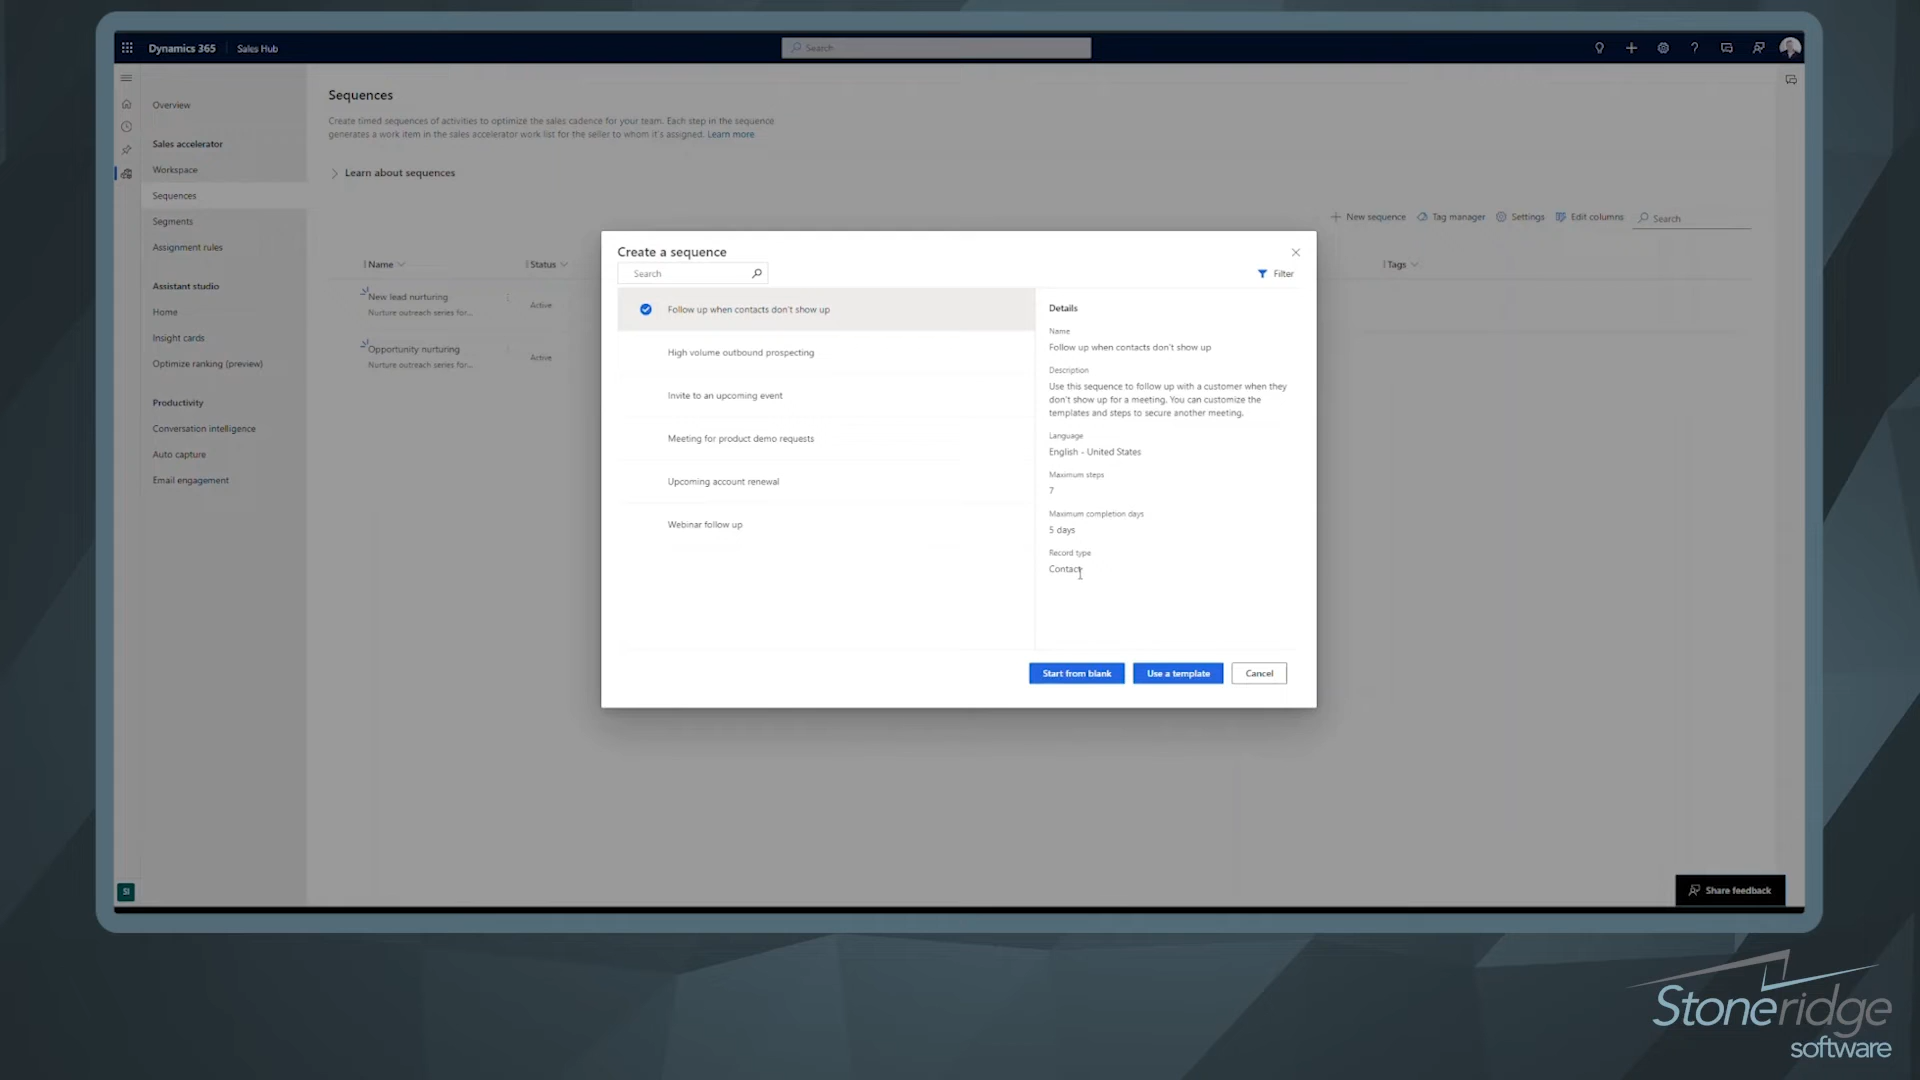 Dynamics 365
Sales Hub
Search
Overview
Sales accelerator
Workspace
Sequences
Segments
Assignment rules
Assistant studio
Home
Insight cards
Optimize ranking (preview)
Productivity
Conversation intelligence
Auto capture
Email engagement
SI
Sequences
Create timed sequences of activities to optimize the sales cadence for your team. Each step in the sequence
generates a work item in the sales accelerator work list for the seller to whom it's assigned. Learn more
Learn about sequences
New sequence
Tag manager
Settings
Edit columns
Search
Name
Status
Tags
New lead nurturing
Nurture outreach series for...
Active
Opportunity nurturing
Nurture outreach series for...
Active
Create a sequence
Search
Filter
Follow up when contacts don't show up
High volume outbound prospecting
Invite to an upcoming event
Meeting for product demo requests
Upcoming account renewal
Webinar follow up
Details
Name
Follow up when contacts don't show up
Description
Use this sequence to follow up with a customer when they
don't show up for a meeting. You can customize the
templates and steps to secure another meeting.
Language
English - United States
Maximum steps
7
Maximum completion days
5 days
Record type
Contact
Start from blank
Use a template
Cancel
Share feedback
Stoneridge
software